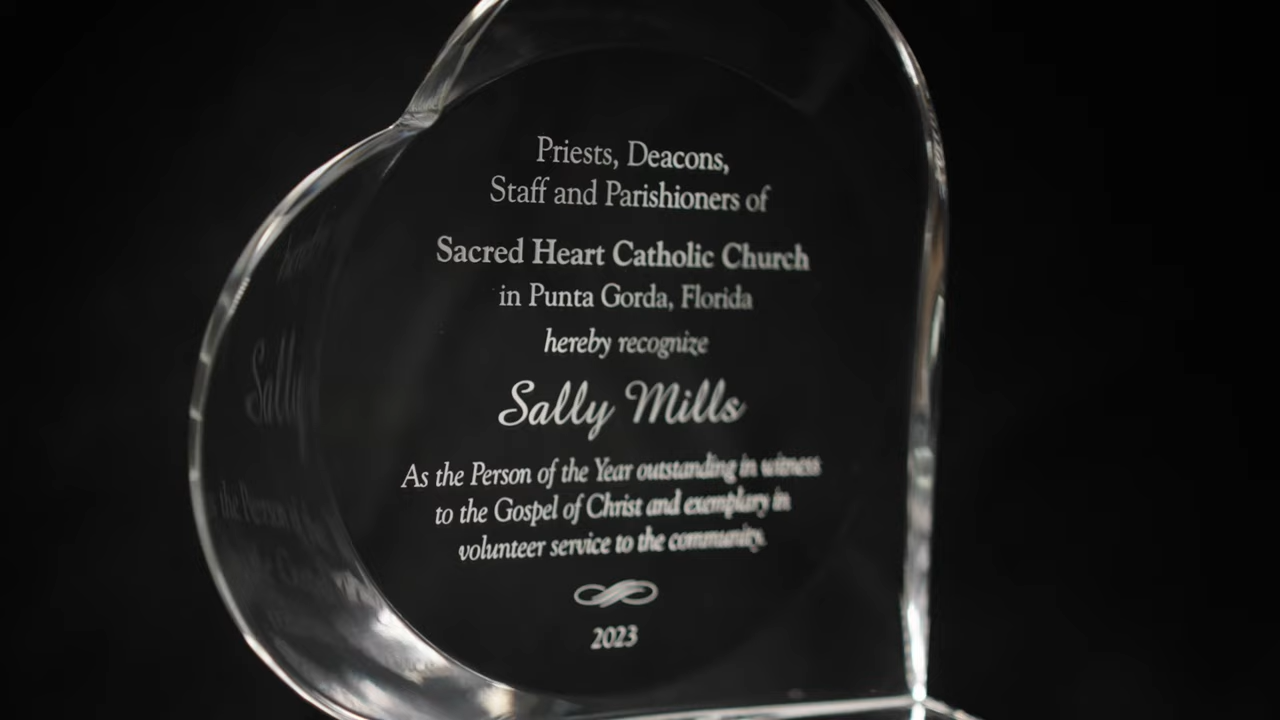 Priests, Deacons,
Staff and Parishioners of
Sacred Heart Catholic Church
in Punta Gorda, Florida
hereby recognize
Sally Mills
As the Person of the Year outstanding in witness
to the Gospel of Christ and exemplary in
volunteer service to the community.
2023